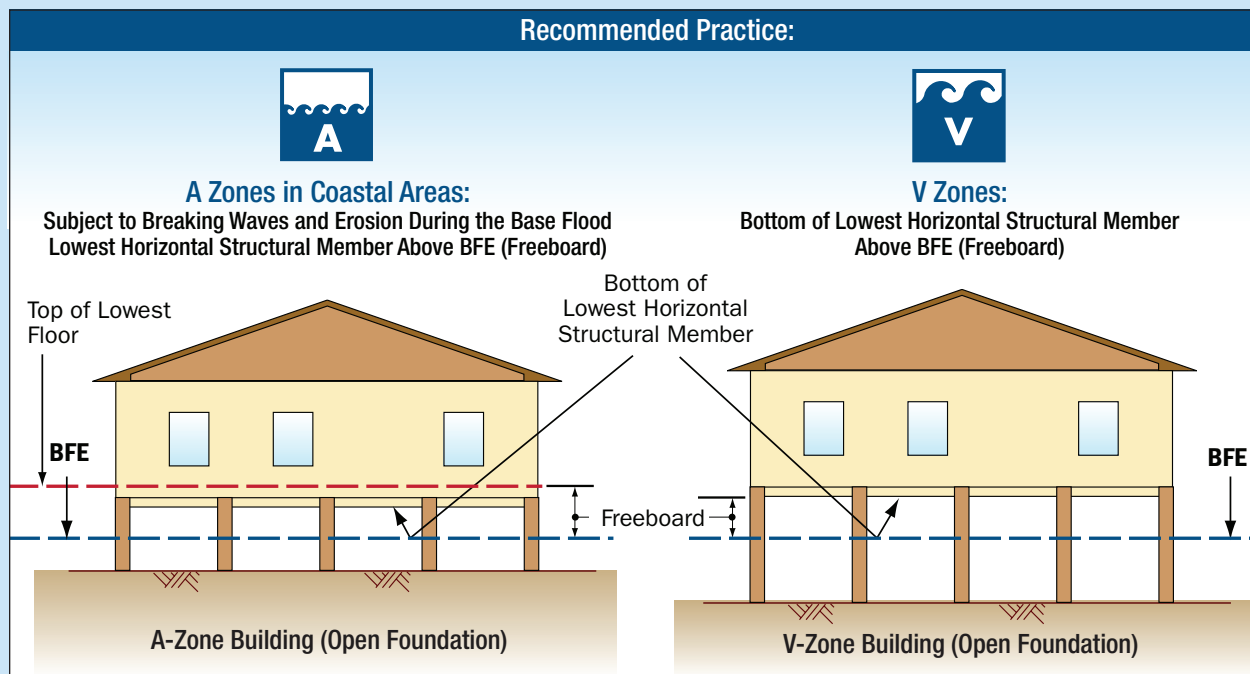 Recommended Practice:
A
A Zones in Coastal Areas:
Subject to Breaking Waves and Erosion During the Base Flood
Lowest Horizontal Structural Member Above BFE (Freeboard)
V
V Zones:
Bottom of Lowest Horizontal Structural Member
Above BFE (Freeboard)
Top of Lowest
Floor
Bottom of
Lowest Horizontal
Structural Member
BFE
BFE
Freeboard
A-Zone Building (Open Foundation)
V-Zone Building (Open Foundation)